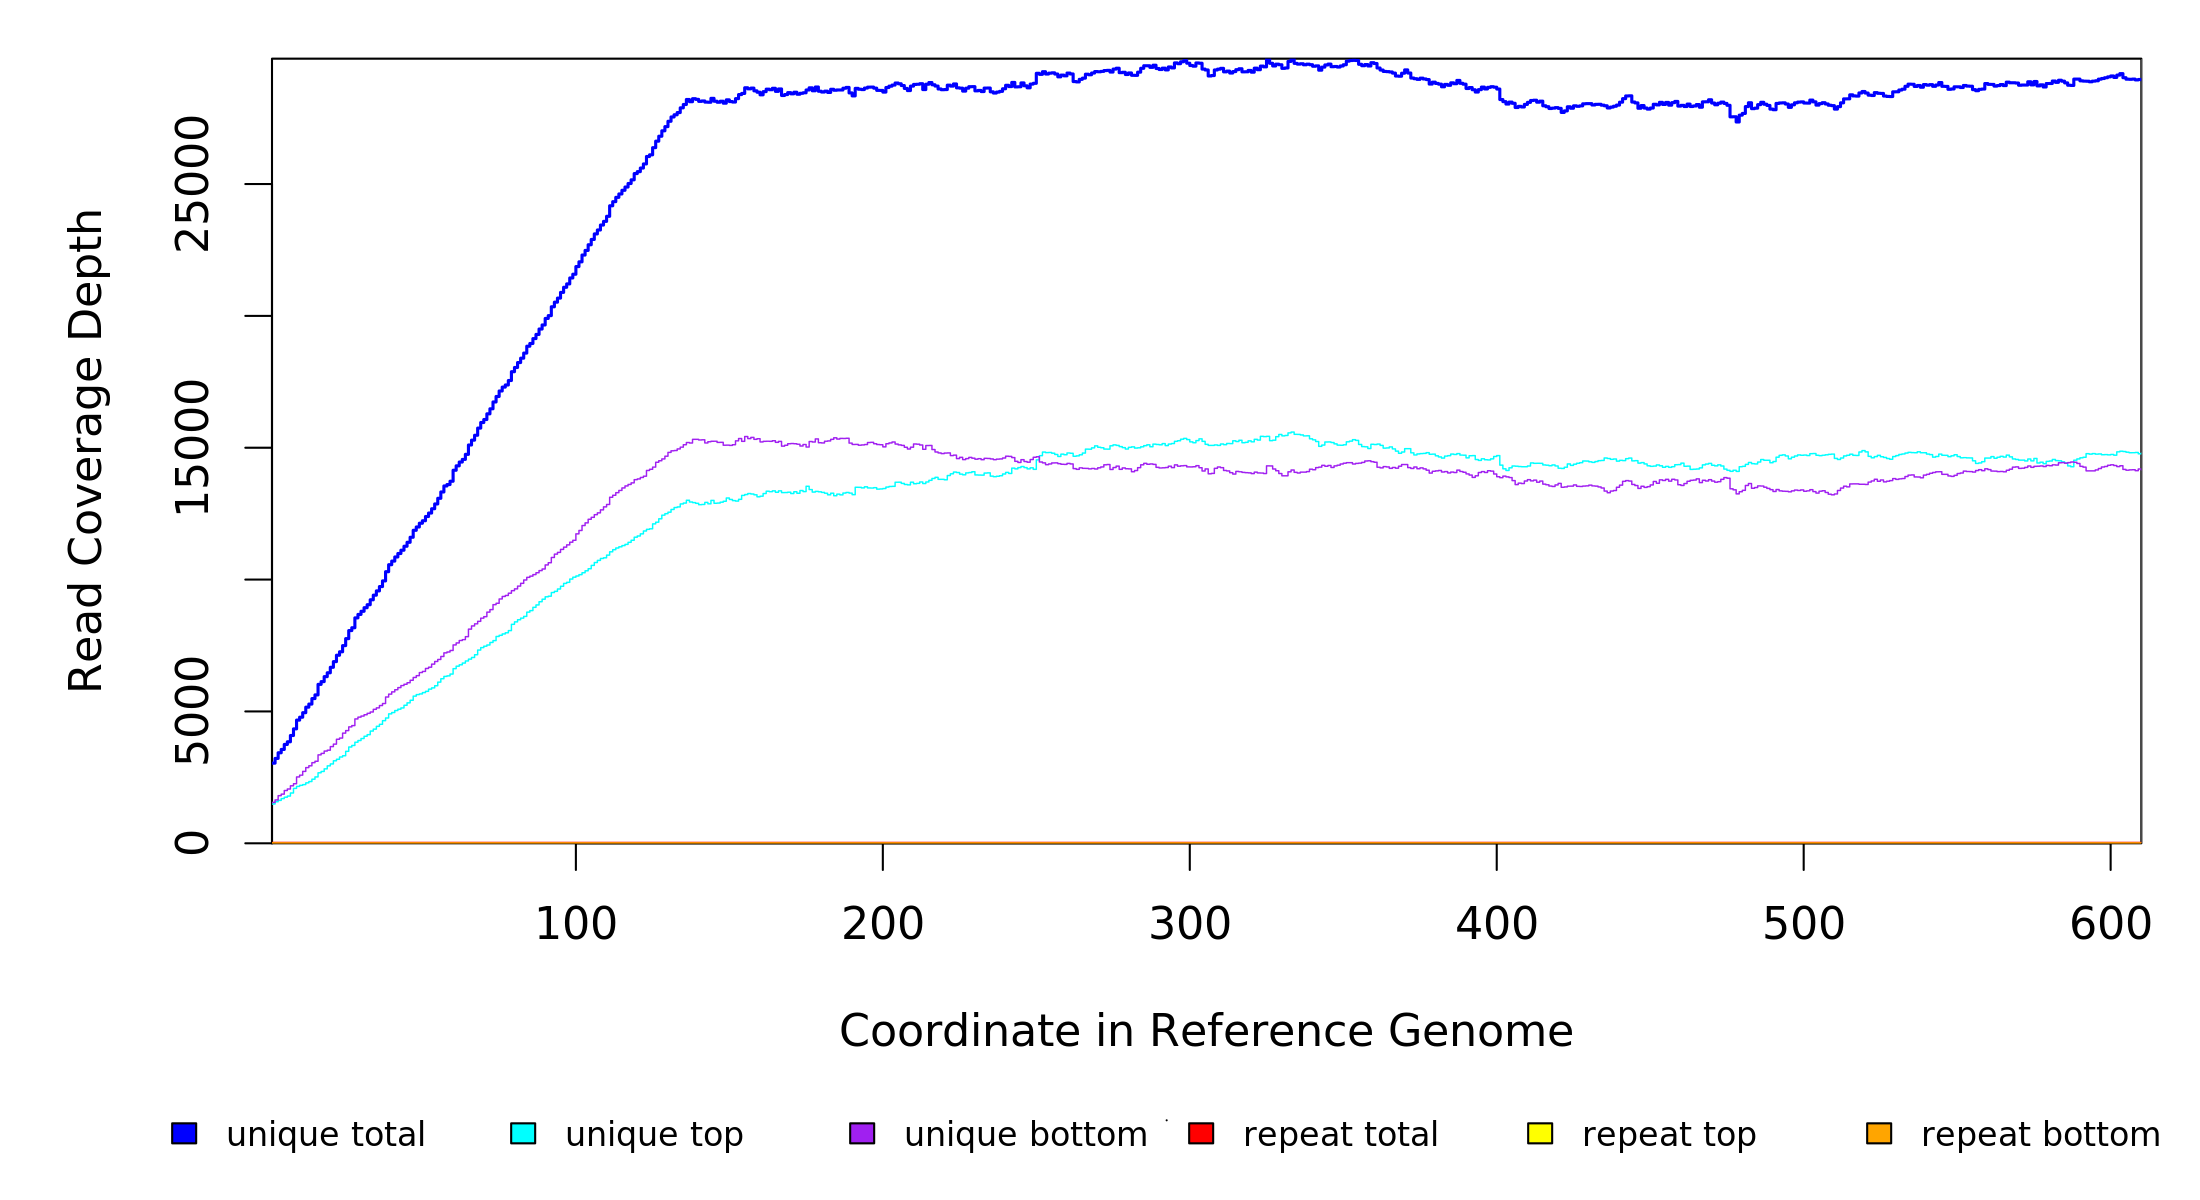 Read Coverage Depth
25000
15000
5000
0
100 200 300 400 500 600
Coordinate in Reference Genome
unique total unique top unique bottom repeat total repeat top repeat bottom